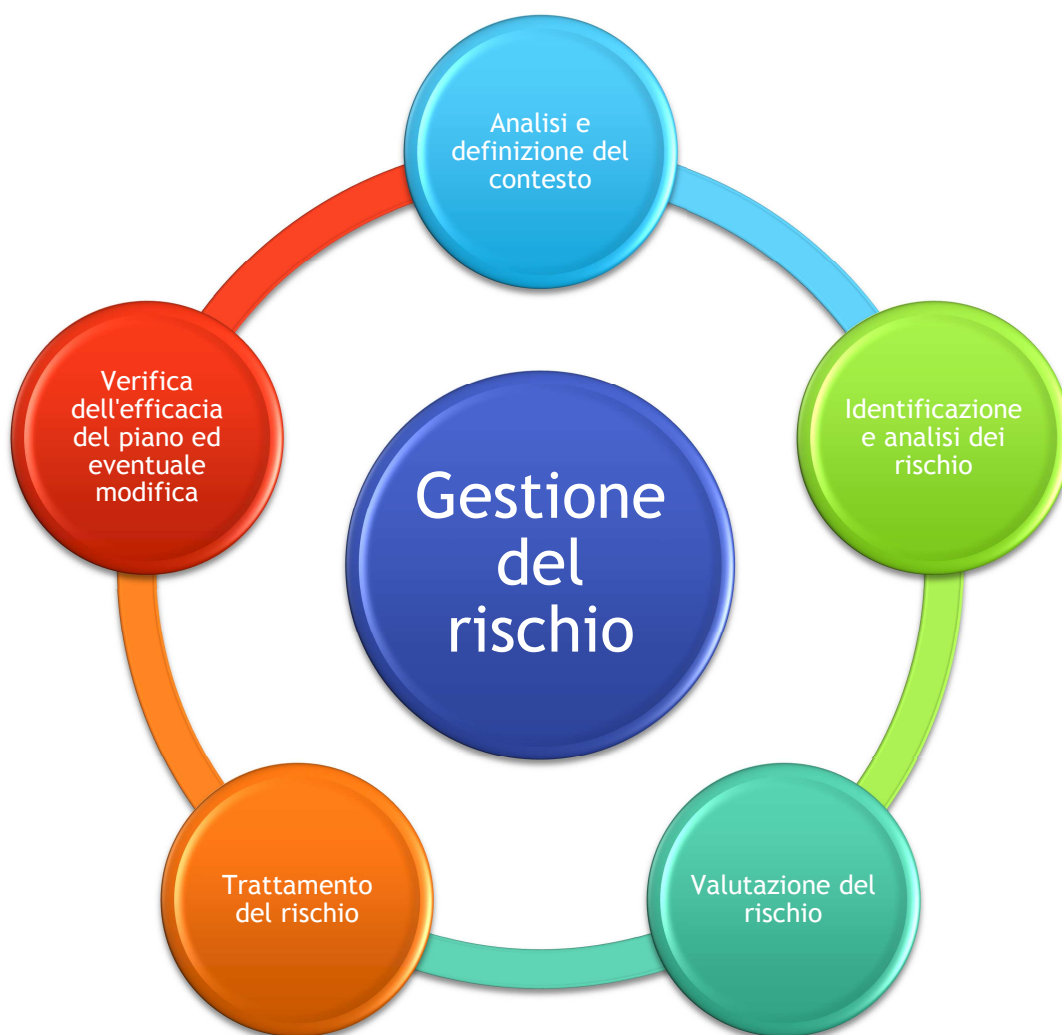 Analisi e
definizione del
contesto
Identificazione
e analisi dei
rischio
Valutazione del
rischio
Trattamento
del rischio
Verifica
dell'efficacia
del piano ed
eventuale
modifica
Gestione
del
rischio